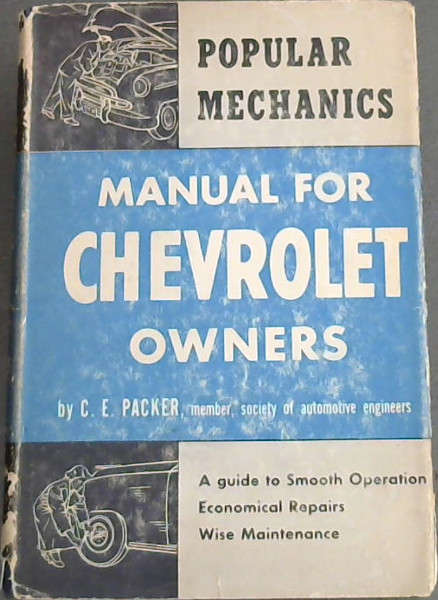 POPULAR
MECHANICS
MANUAL FOR
CHEVROLET
OWNERS
by C. E. PACKER, member, society of automotive engineers
A guide to Smooth Operation
Economical Repairs
Wise Maintenance